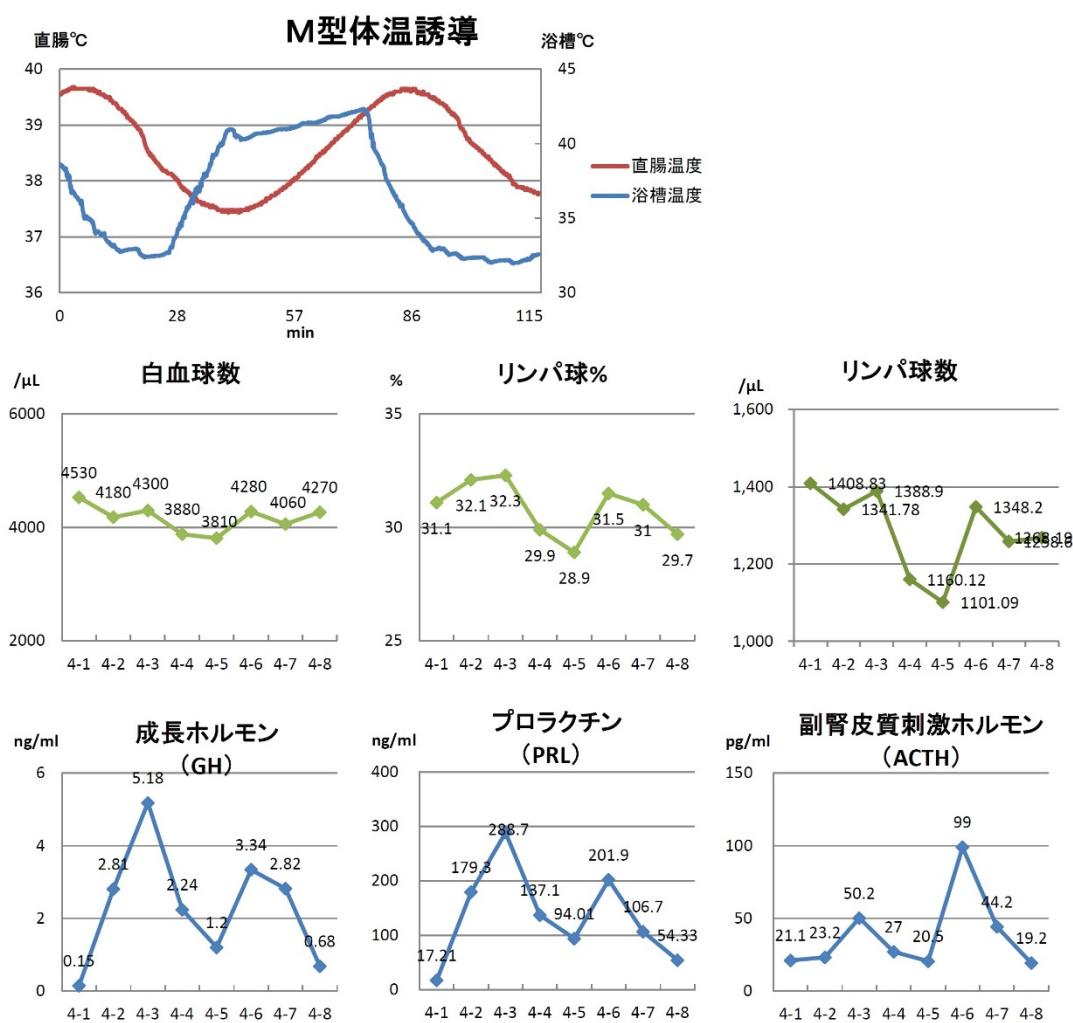 M型体温誘導
直腸℃
浴槽℃
40
39
38
37
36
45
40
35
30
直腸温度
浴槽温度
0 28 57 86 115
min
白血球数
/μL
6000
4000
2000
4530 4180 4300 3880 3810 4280 4060 4270
4-1 4-2 4-3 4-4 4-5 4-6 4-7 4-8
リンパ球%
%
35
30
25
31.1 32.1 32.3 29.9 28.9 31.5 31 29.7
4-1 4-2 4-3 4-4 4-5 4-6 4-7 4-8
リンパ球数
/μL
1,600
1,400
1,200
1,000
1408.83 1341.78 1388.9 1160.12 1101.09 1348.2 1258.6 1268.19
4-1 4-2 4-3 4-4 4-5 4-6 4-7 4-8
成長ホルモン
(GH)
ng/ml
6
4
2
0
0.15 2.81 5.18 2.24 1.2 3.34 2.82 0.68
4-1 4-2 4-3 4-4 4-5 4-6 4-7 4-8
プロラクチン
(PRL)
ng/ml
400
300
200
100
0
17.21 179.3 288.7 137.1 94.01 201.9 106.7 54.33
4-1 4-2 4-3 4-4 4-5 4-6 4-7 4-8
副腎皮質刺激ホルモン
(ACTH)
pg/ml
150
100
50
0
21.1 23.2 50.2 27 20.5 99 44.2 19.2
4-1 4-2 4-3 4-4 4-5 4-6 4-7 4-8